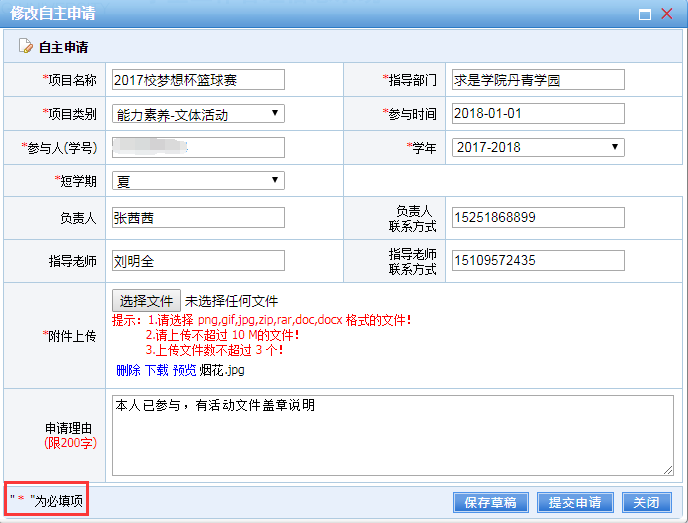 修改自主申请
自主申请
*项目名称 2017校梦想杯篮球赛 *指导部门 求是学院丹青学园
*项目类别 能力素养-文体活动 *参与时间 2018-01-01
*参与人(学号) *学年 2017-2018
*短学期 夏
负责人 张茜茜 负责人
联系方式 15251868899
指导老师 刘明全 指导老师
联系方式 15109572435
*附件上传 选择文件 未选择任何文件
提示：1.请选择 png,gif,jpg,zip,rar,doc,docx 格式的文件!
2.请上传不超过 10 M的文件!
3.上传文件数不超过 3 个!
删除 下载 预览 烟花.jpg
申请理由
(限200字)
本人已参与，有活动文件盖章说明
" * "为必填项
保存草稿 提交申请 关闭